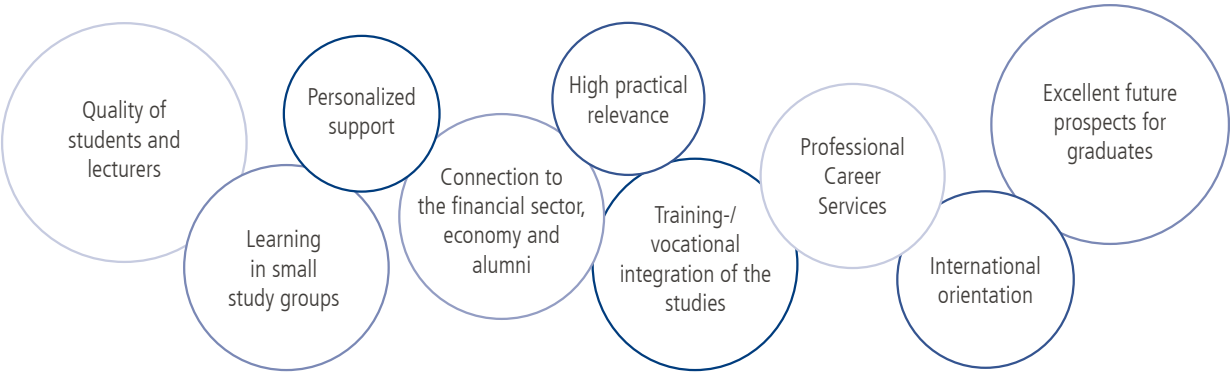 Quality of
students and
lecturers
Learning
in small
study groups
Personalized
support
Connection to
the financial sector,
economy and
alumni
High practical
relevance
Training-/
vocational
integration of the
studies
Professional
Career
Services
International
orientation
Excellent future
prospects for
graduates